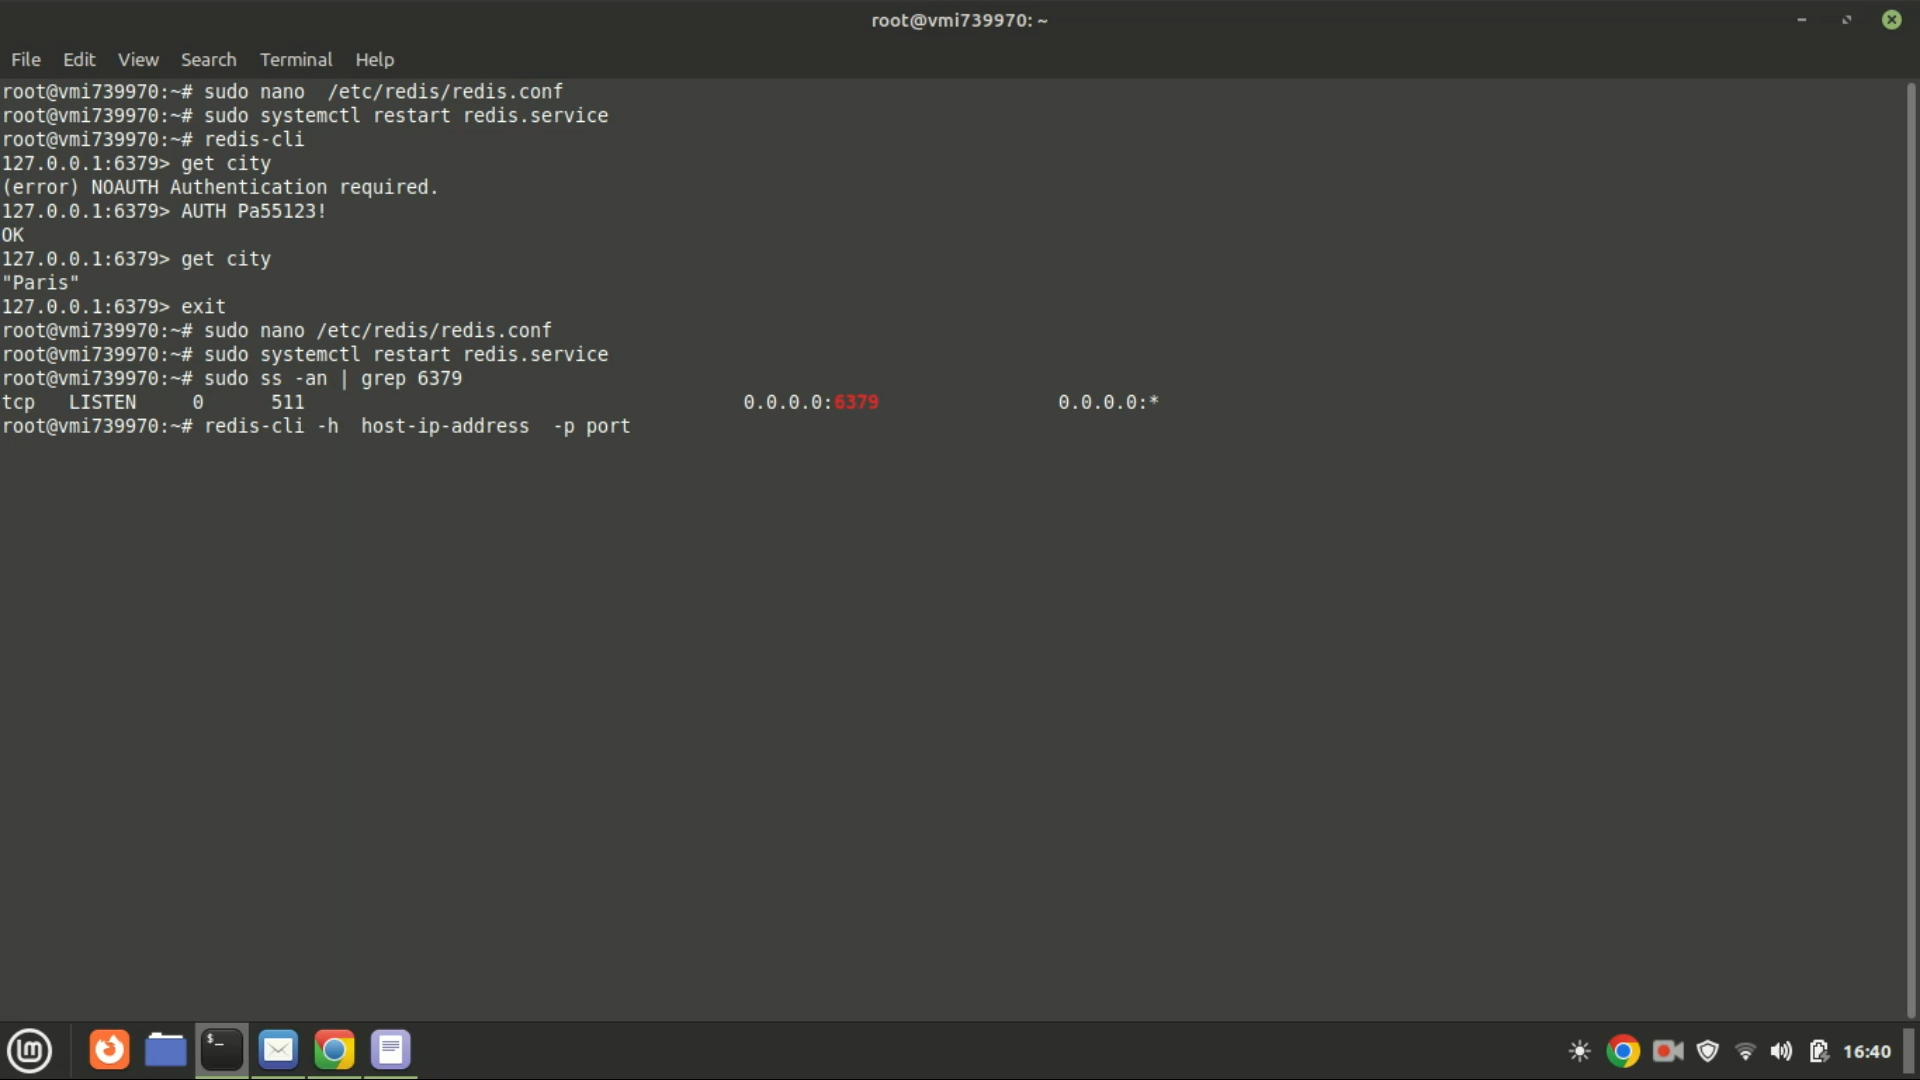 root@vmi739970: ~
File Edit View Search Terminal Help
root@vmi739970:~# sudo nano  /etc/redis/redis.conf
root@vmi739970:~# sudo systemctl restart redis.service
root@vmi739970:~# redis-cli
127.0.0.1:6379> get city
(error) NOAUTH Authentication required.
127.0.0.1:6379> AUTH Pa55123!
OK
127.0.0.1:6379> get city
"Paris"
127.0.0.1:6379> exit
root@vmi739970:~# sudo nano /etc/redis/redis.conf
root@vmi739970:~# sudo systemctl restart redis.service
root@vmi739970:~# sudo ss -an | grep 6379
tcp   LISTEN     0      511                                       0.0.0.0:6379                0.0.0.0:*
root@vmi739970:~# redis-cli -h  host-ip-address  -p port
$_
16:40